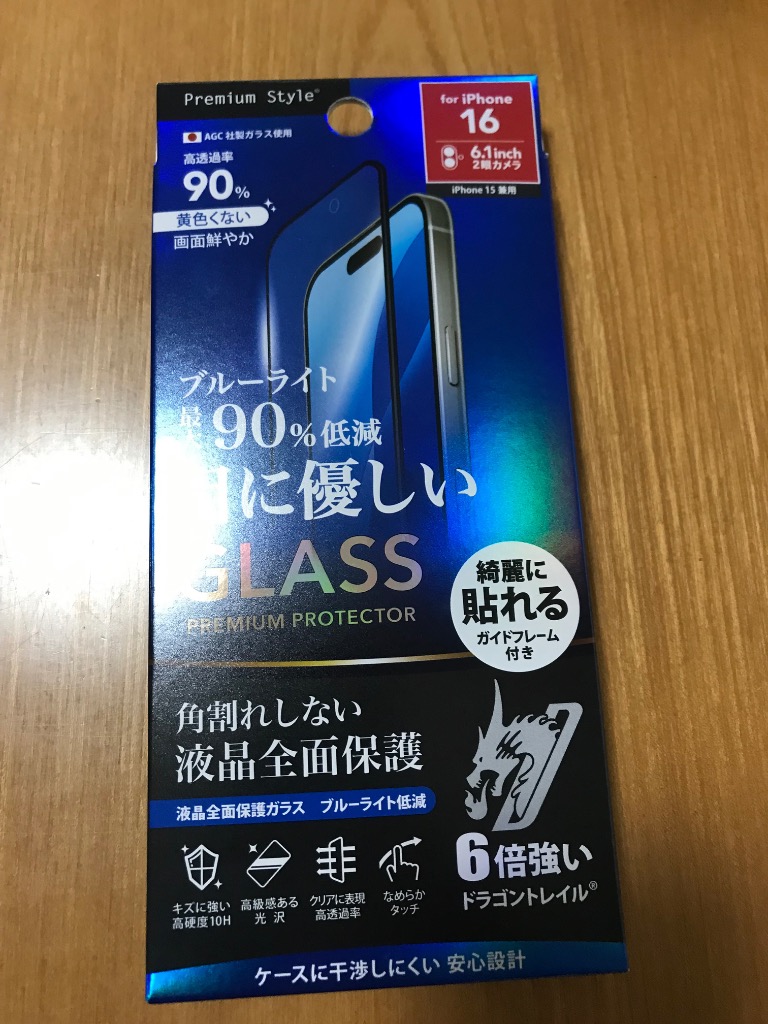 Premium Style®
for iPhone
16
6.1inch
2眼カメラ
iPhone 15 兼用
AGC 社製ガラス使用
高透過率
90%
黄色くない
画面鮮やか
ブルーライト
90%低減
に優しい
GLASS
PREMIUM PROTECTOR
綺麗に
貼れる
ガイドフレーム
付き
角割れしない
液晶全面保護
液晶全面保護ガラス ブルーライト低減
キズに強い
高硬度10H
高級感ある
光沢
クリアに表現
高透過率
なめらか
タッチ
6倍強い
ドラゴントレイル®
ケースに干渉しにくい 安心設計